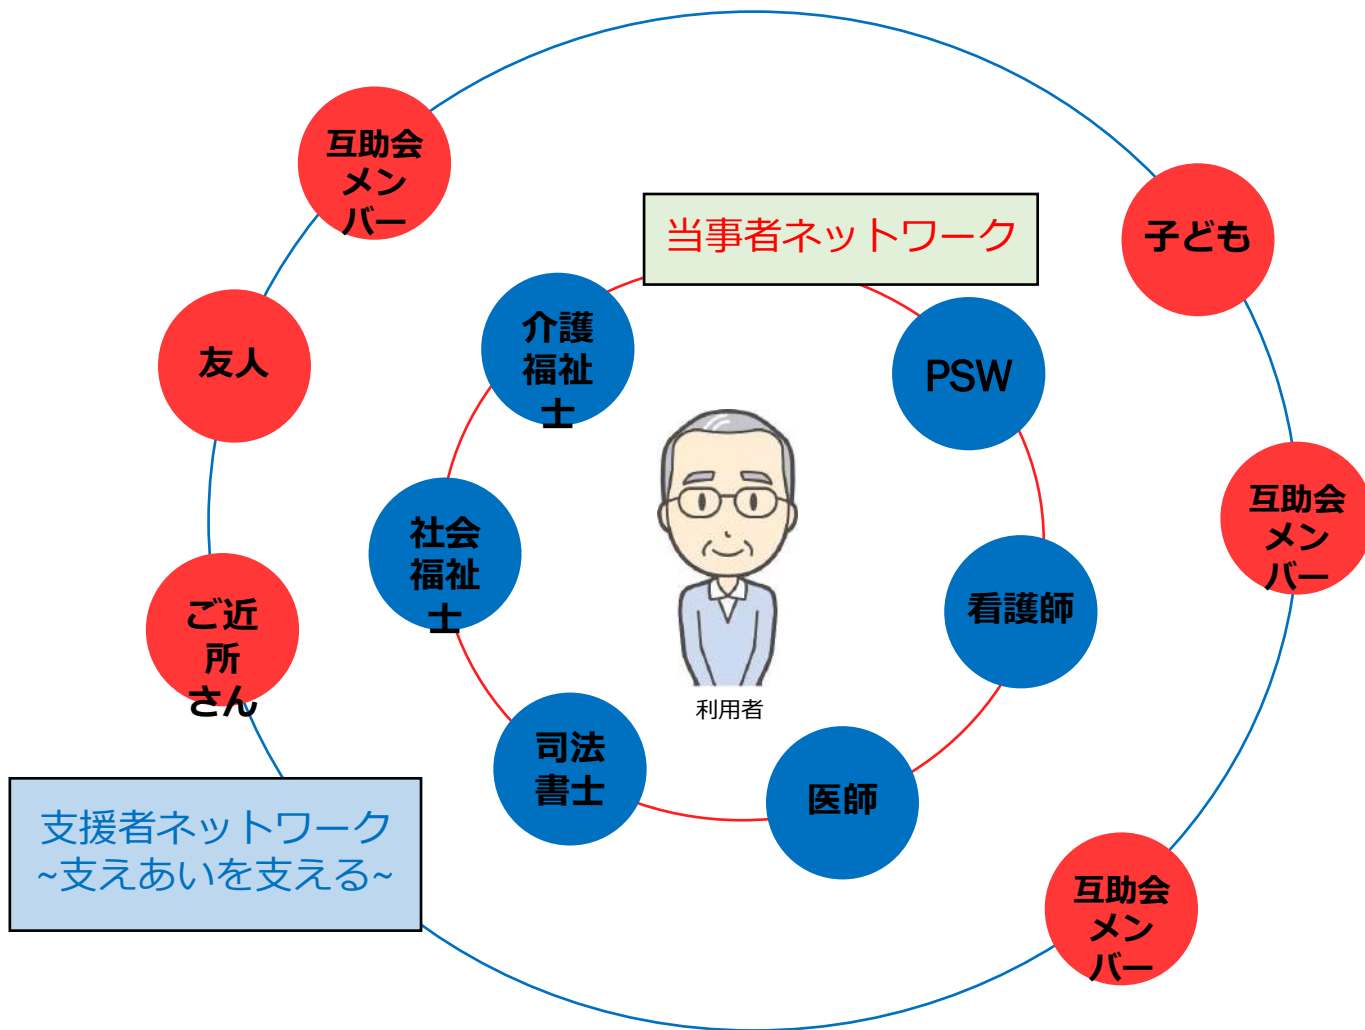 互助会
メン
バー
当事者ネットワーク
子ども
介護
福祉
士
友人
PSW
社会
福祉
士
互助会
メン
バー
看護師
ご近
所
さん
利用者
司法
書士
医師
支援者ネットワーク
~支えあいを支える~
互助会
メン
バー